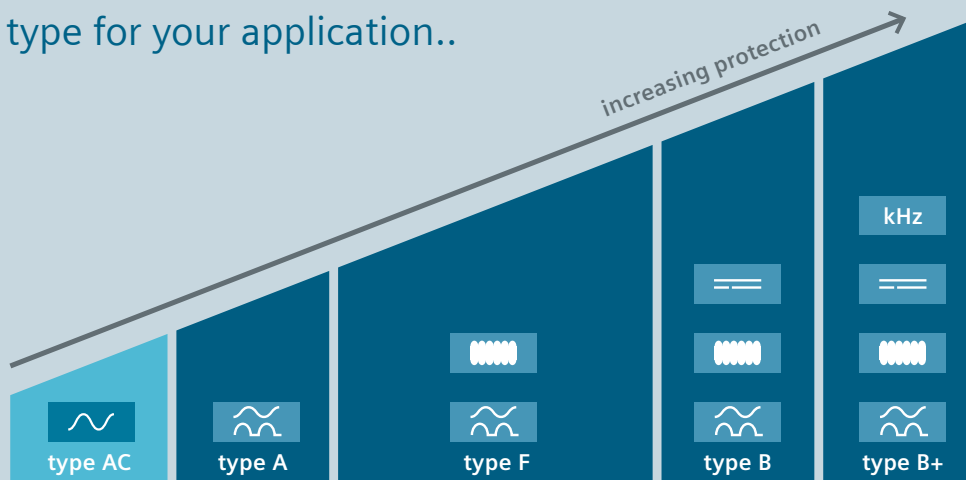 type for your application..
increasing protection
kHz
type AC
type A
type F
type B
type B+